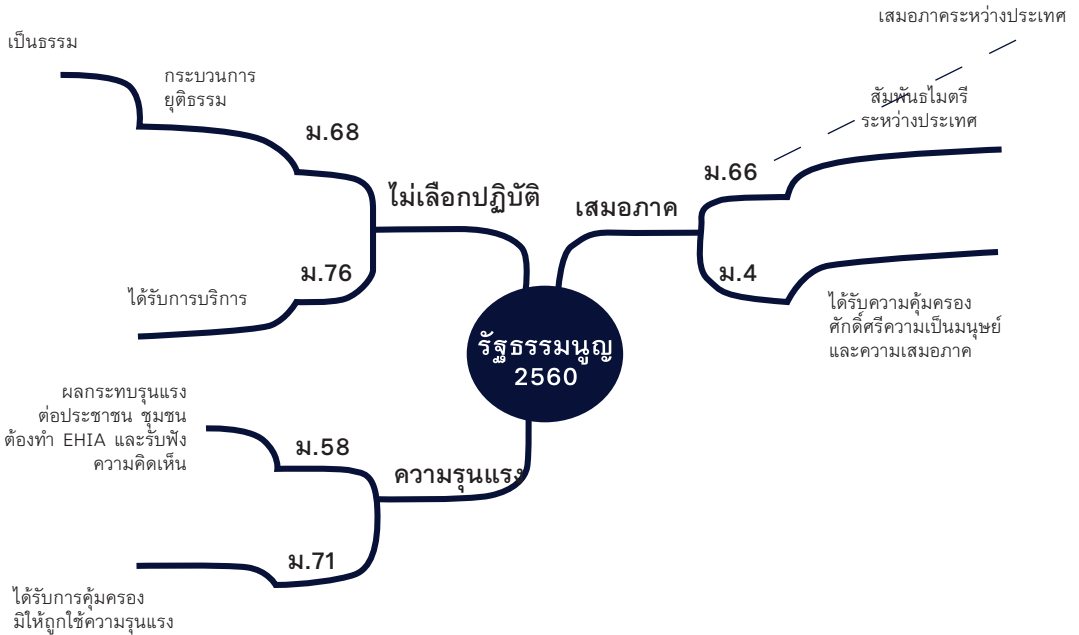 เสมอภาคระหว่างประเทศ
เป็นธรรม
กระบวนการ
ยุติธรรม
ม.68
ไม่เลือกปฏิบัติ
ม.76
ได้รับการบริการ
สัมพันธไมตรี
ระหว่างประเทศ
ม.66
เสมอภาค
ม.4
ได้รับความคุ้มครอง
ศักดิ์ศรีความเป็นมนุษย์
และความเสมอภาค
รัฐธรรมนูญ
2560
ผลกระทบรุนแรง
ต่อประชาชน ชุมชน
ต้องทำ EHIA และรับฟัง
ความคิดเห็น
ม.58
ความรุนแรง
ม.71
ได้รับการคุ้มครอง
มิให้ถูกใช้ความรุนแรง